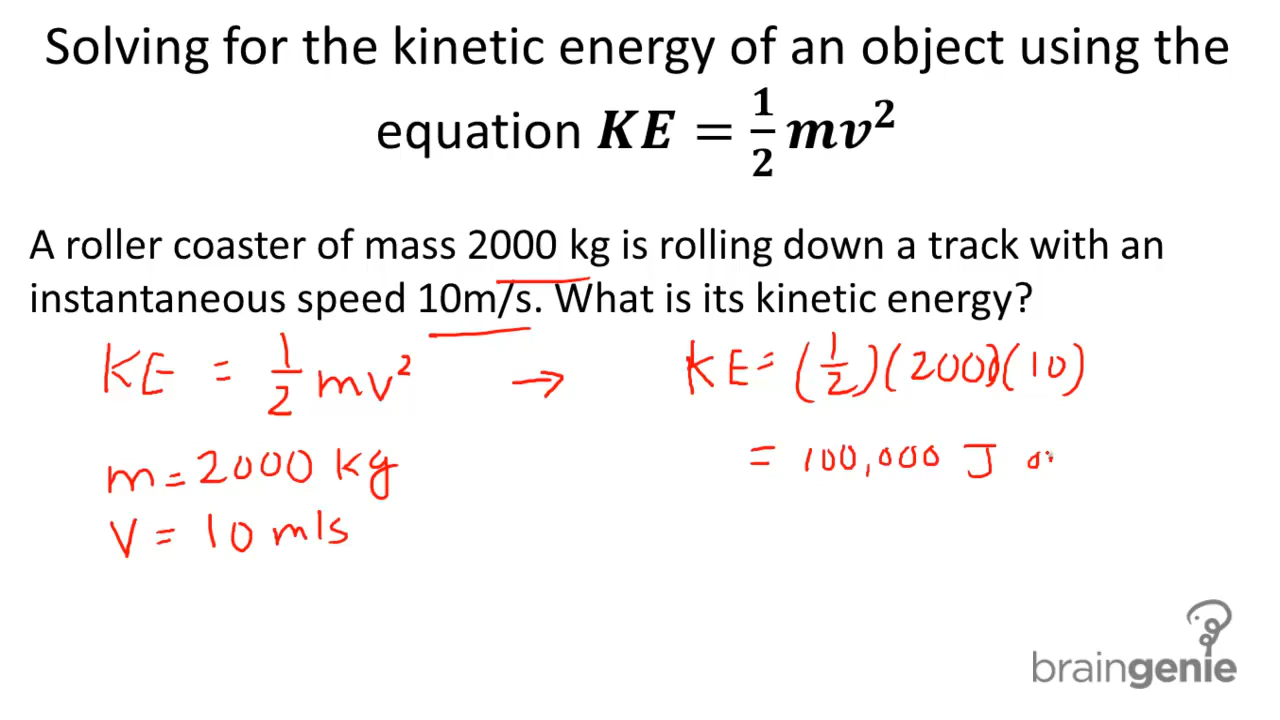 Solving for the kinetic energy of an object using the
equation KE = 1/2 mv²
A roller coaster of mass 2000 kg is rolling down a track with an
instantaneous speed 10m/s. What is its kinetic energy?
KE = 1/2 mv² →
m = 2000 kg
V = 10 m/s
KE = (1/2)(2000)(10)
= 100,000 J
braingenie